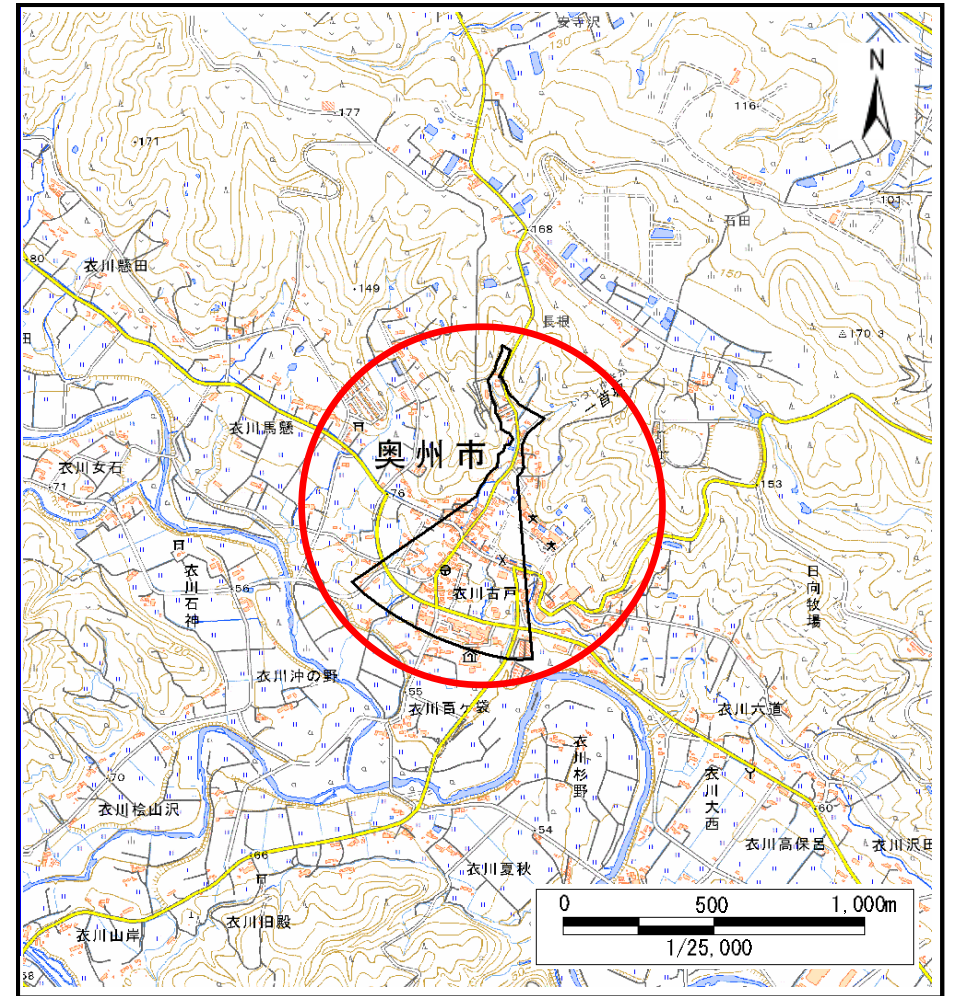 安寺沢
130
N
116
177
171
石田
101
168
80
衣川懸田
150
149
長根
170.3
田
一首坂
衣川馬懸
奥州市
衣川女石
71
76
153
衣川石神
56
衣川古戸
日向牧場
衣川沖の野
55
衣川百ヶ袋
衣川六道
衣川杉野
70
衣川大西
衣川桧山沢
60
54
衣川高保呂
衣川沢田
66
衣川夏秋
0 500 1,000m
衣川旧殿
衣川山岸
1/25,000
58